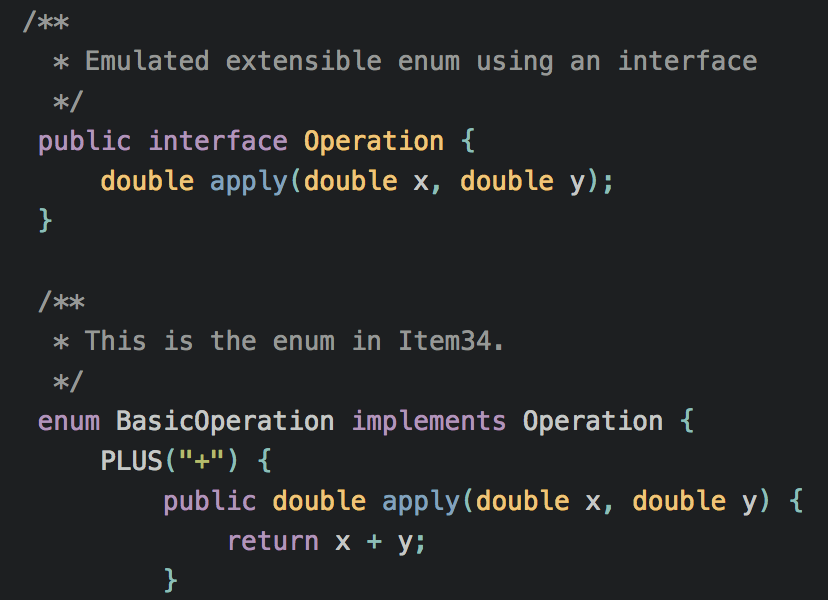 /**
 * Emulated extensible enum using an interface
 */
public interface Operation {
    double apply(double x, double y);
}
/**
 * This is the enum in Item34.
 */
enum BasicOperation implements Operation {
    PLUS("+") {
        public double apply(double x, double y) {
            return x + y;
        }